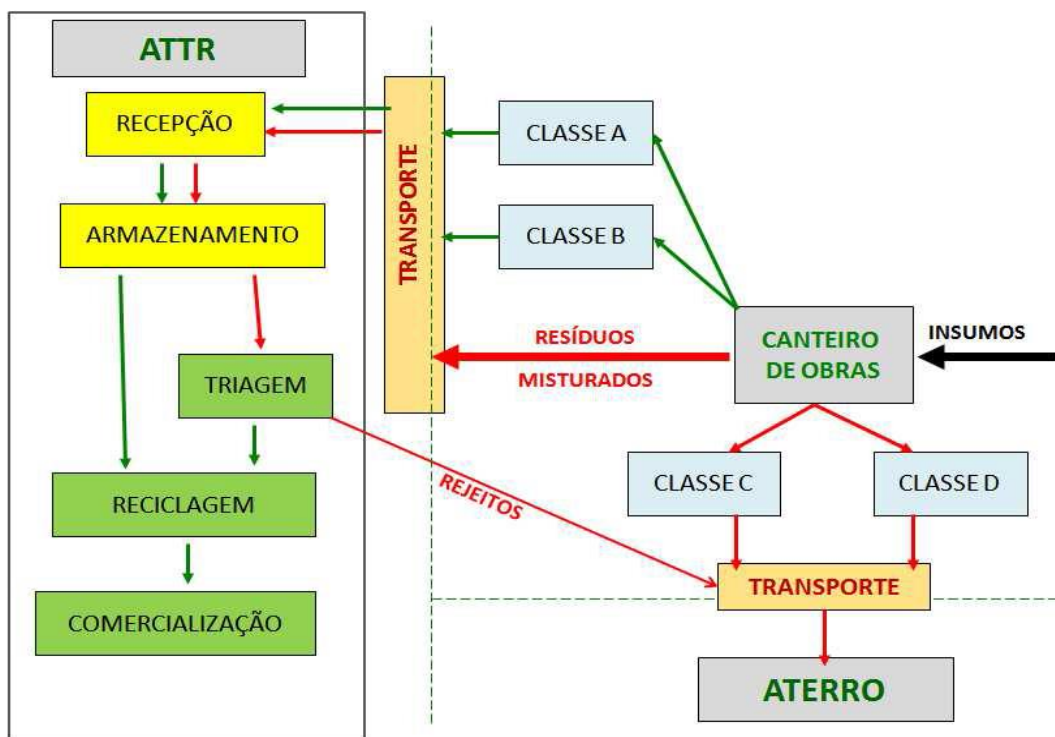 ATTR
RECEPÇÃO
ARMAZENAMENTO
TRIAGEM
RECICLAGEM
COMERCIALIZAÇÃO
TRANSPORTE
CLASSE A
CLASSE B
RESÍDUOS
MISTURADOS
CANTEIRO
DE OBRAS
INSUMOS
CLASSE C
CLASSE D
REJEITOS
TRANSPORTE
ATERRO